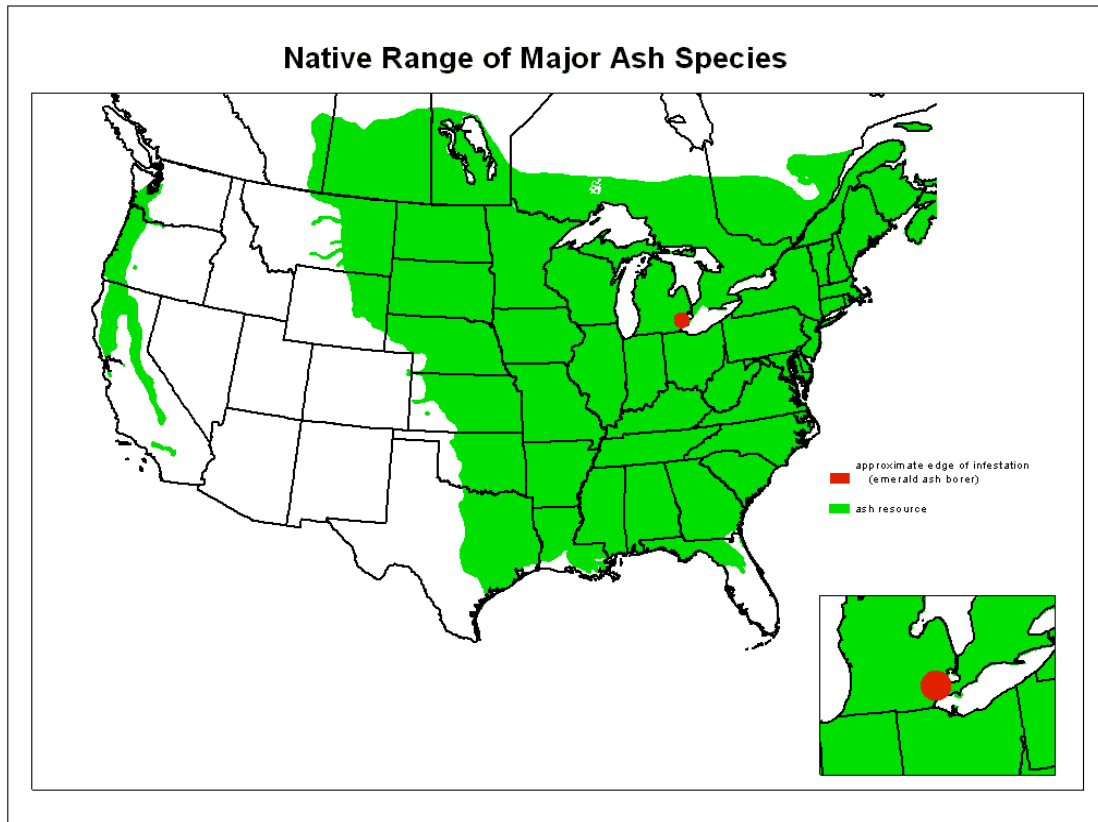 Native Range of Major Ash Species
approximate edge of infestation
(emerald ash borer)
ash resource